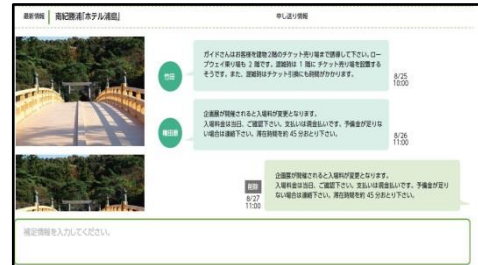 最新情報 南紀勝浦「ホテル浦島」
申し送り情報
竹田
ガイドさんはお客様を建物2階のチケット売り場まで誘導して下さい。ロー
プウェイ乗り場も 2 階です。混雑時は 1 階に チケット売り場を設置する
そうです。また、混雑時はチケット引換にも時間がかかります。
8/25
10:00
企画展が開催されると入場料が変更となります。
入場料金は当日、ご確認下さい。支払いは現金払いです。予備金が足りな
い場合は連絡下さい。滞在時間を約 45 分おとり下さい。
8/26
11:00
削除
8/27
11:00
企画展が開催されると入場料が変更となります。
入場料金は当日、ご確認下さい。支払いは現金払いです。予備金が足り
ない場合は連絡下さい。滞在時間を約 45 分おとり下さい。
補足情報を入力してください。